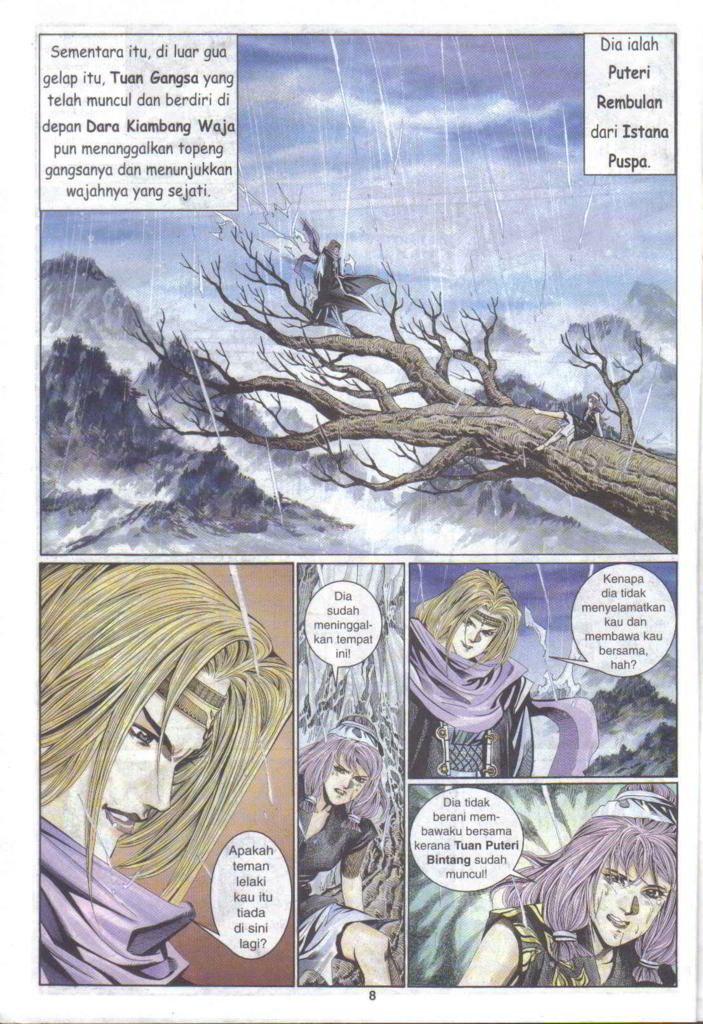 Sementara itu, di luar gua
gelap itu, Tuan Gangsa yang
telah muncul dan berdiri di
depan Dara Kiambang Waja
pun menanggalkan topeng
gangsanya dan menunjukkan
wajahnya yang sejati.
Dia ialah
Puteri
Rembulan
dari Istana
Puspa.
Apakah
teman
lelaki
kau itu
tiada
di sini
lagi?
Dia
sudah
meninggal-
kan tempat
ini!
Kenapa
dia tidak
menyelamatkan
kau dan
membawa kau
bersama,
hah?
Dia tidak
berani mem-
bawaku bersama
kerana Tuan Puteri
Bintang sudah
muncul!
8